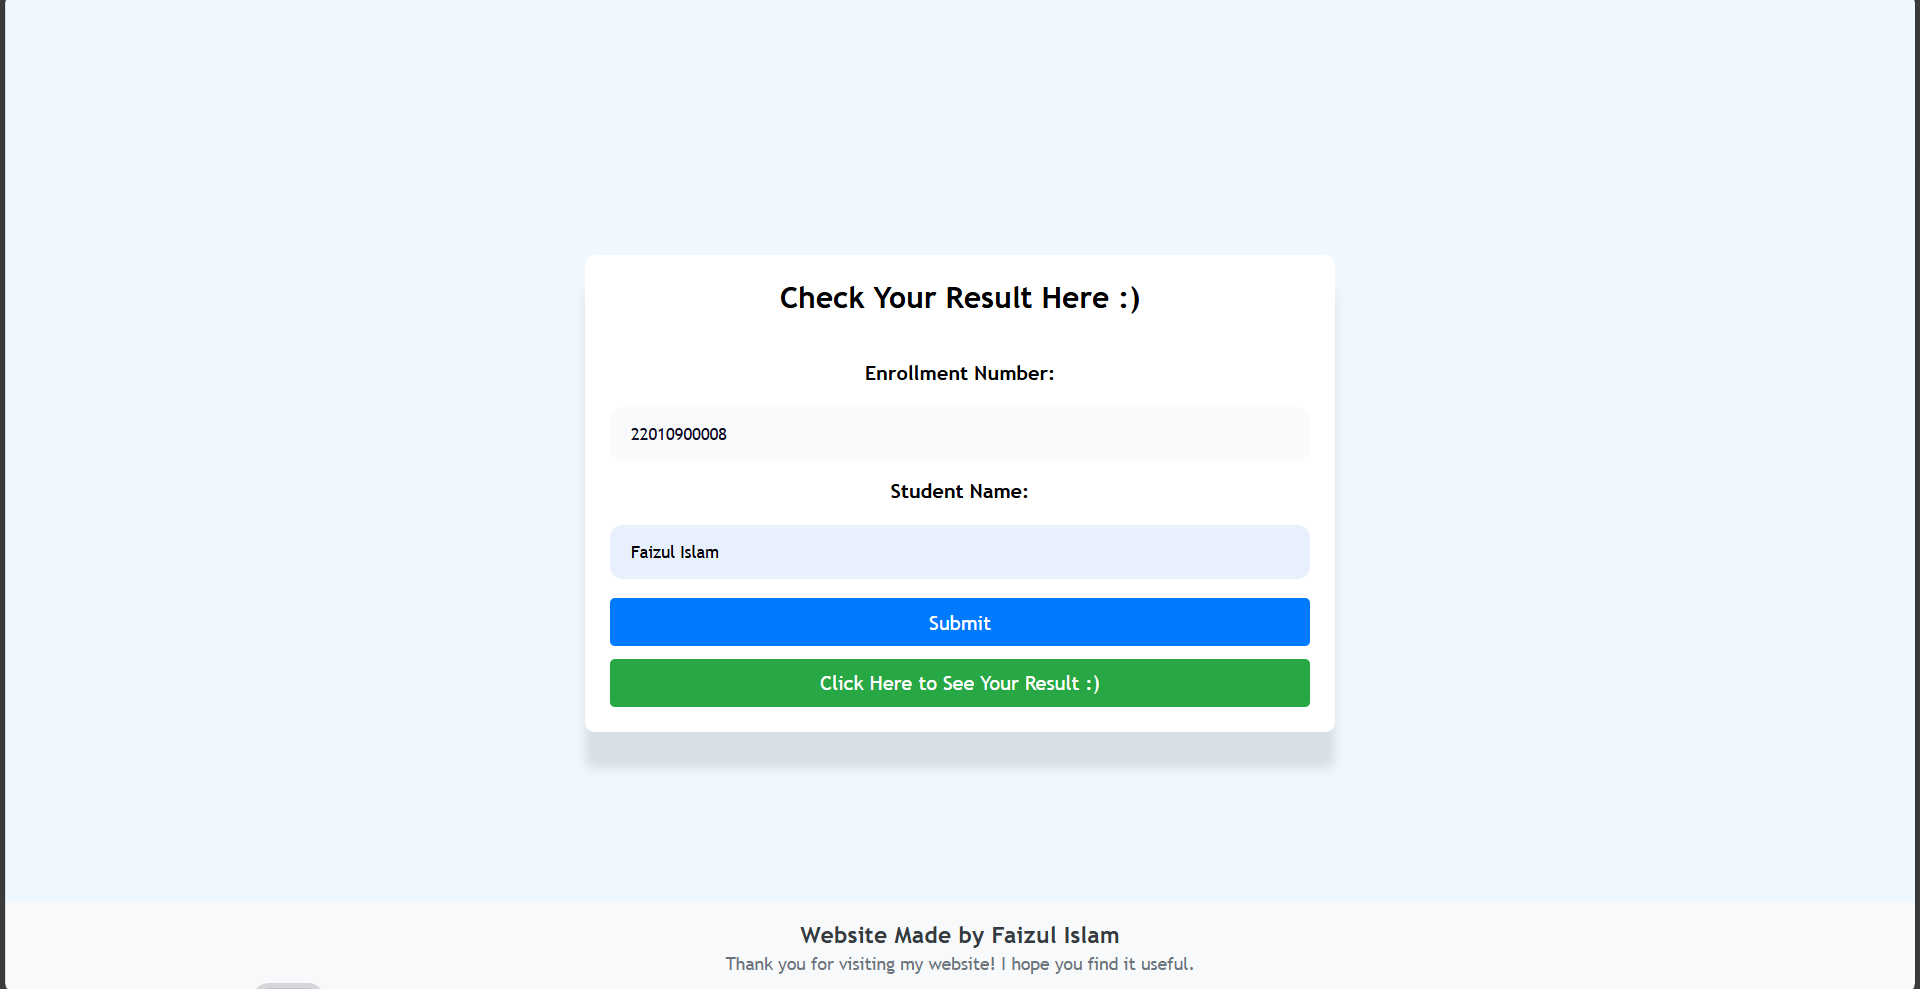 Check Your Result Here :)
Enrollment Number:
22010900008
Student Name:
Faizul Islam
Submit
Click Here to See Your Result :)
Website Made by Faizul Islam
Thank you for visiting my website! I hope you find it useful.